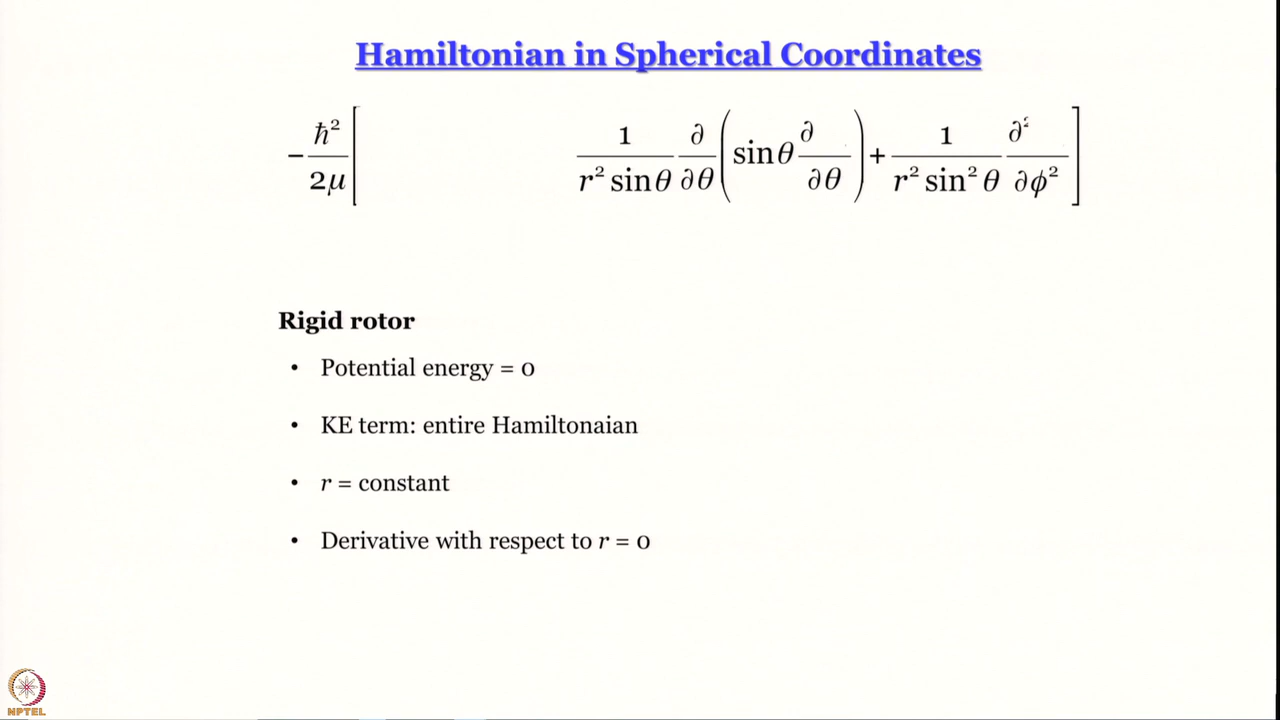 Hamiltonian in Spherical Coordinates
−ħ²/2μ [ 1/(r² sinθ) ∂/∂θ (sinθ ∂/∂θ) + 1/(r² sin² θ) ∂²/∂ϕ² ]
Rigid rotor
• Potential energy = 0
• KE term: entire Hamiltonaian
• r = constant
• Derivative with respect to r = 0
NPTEL